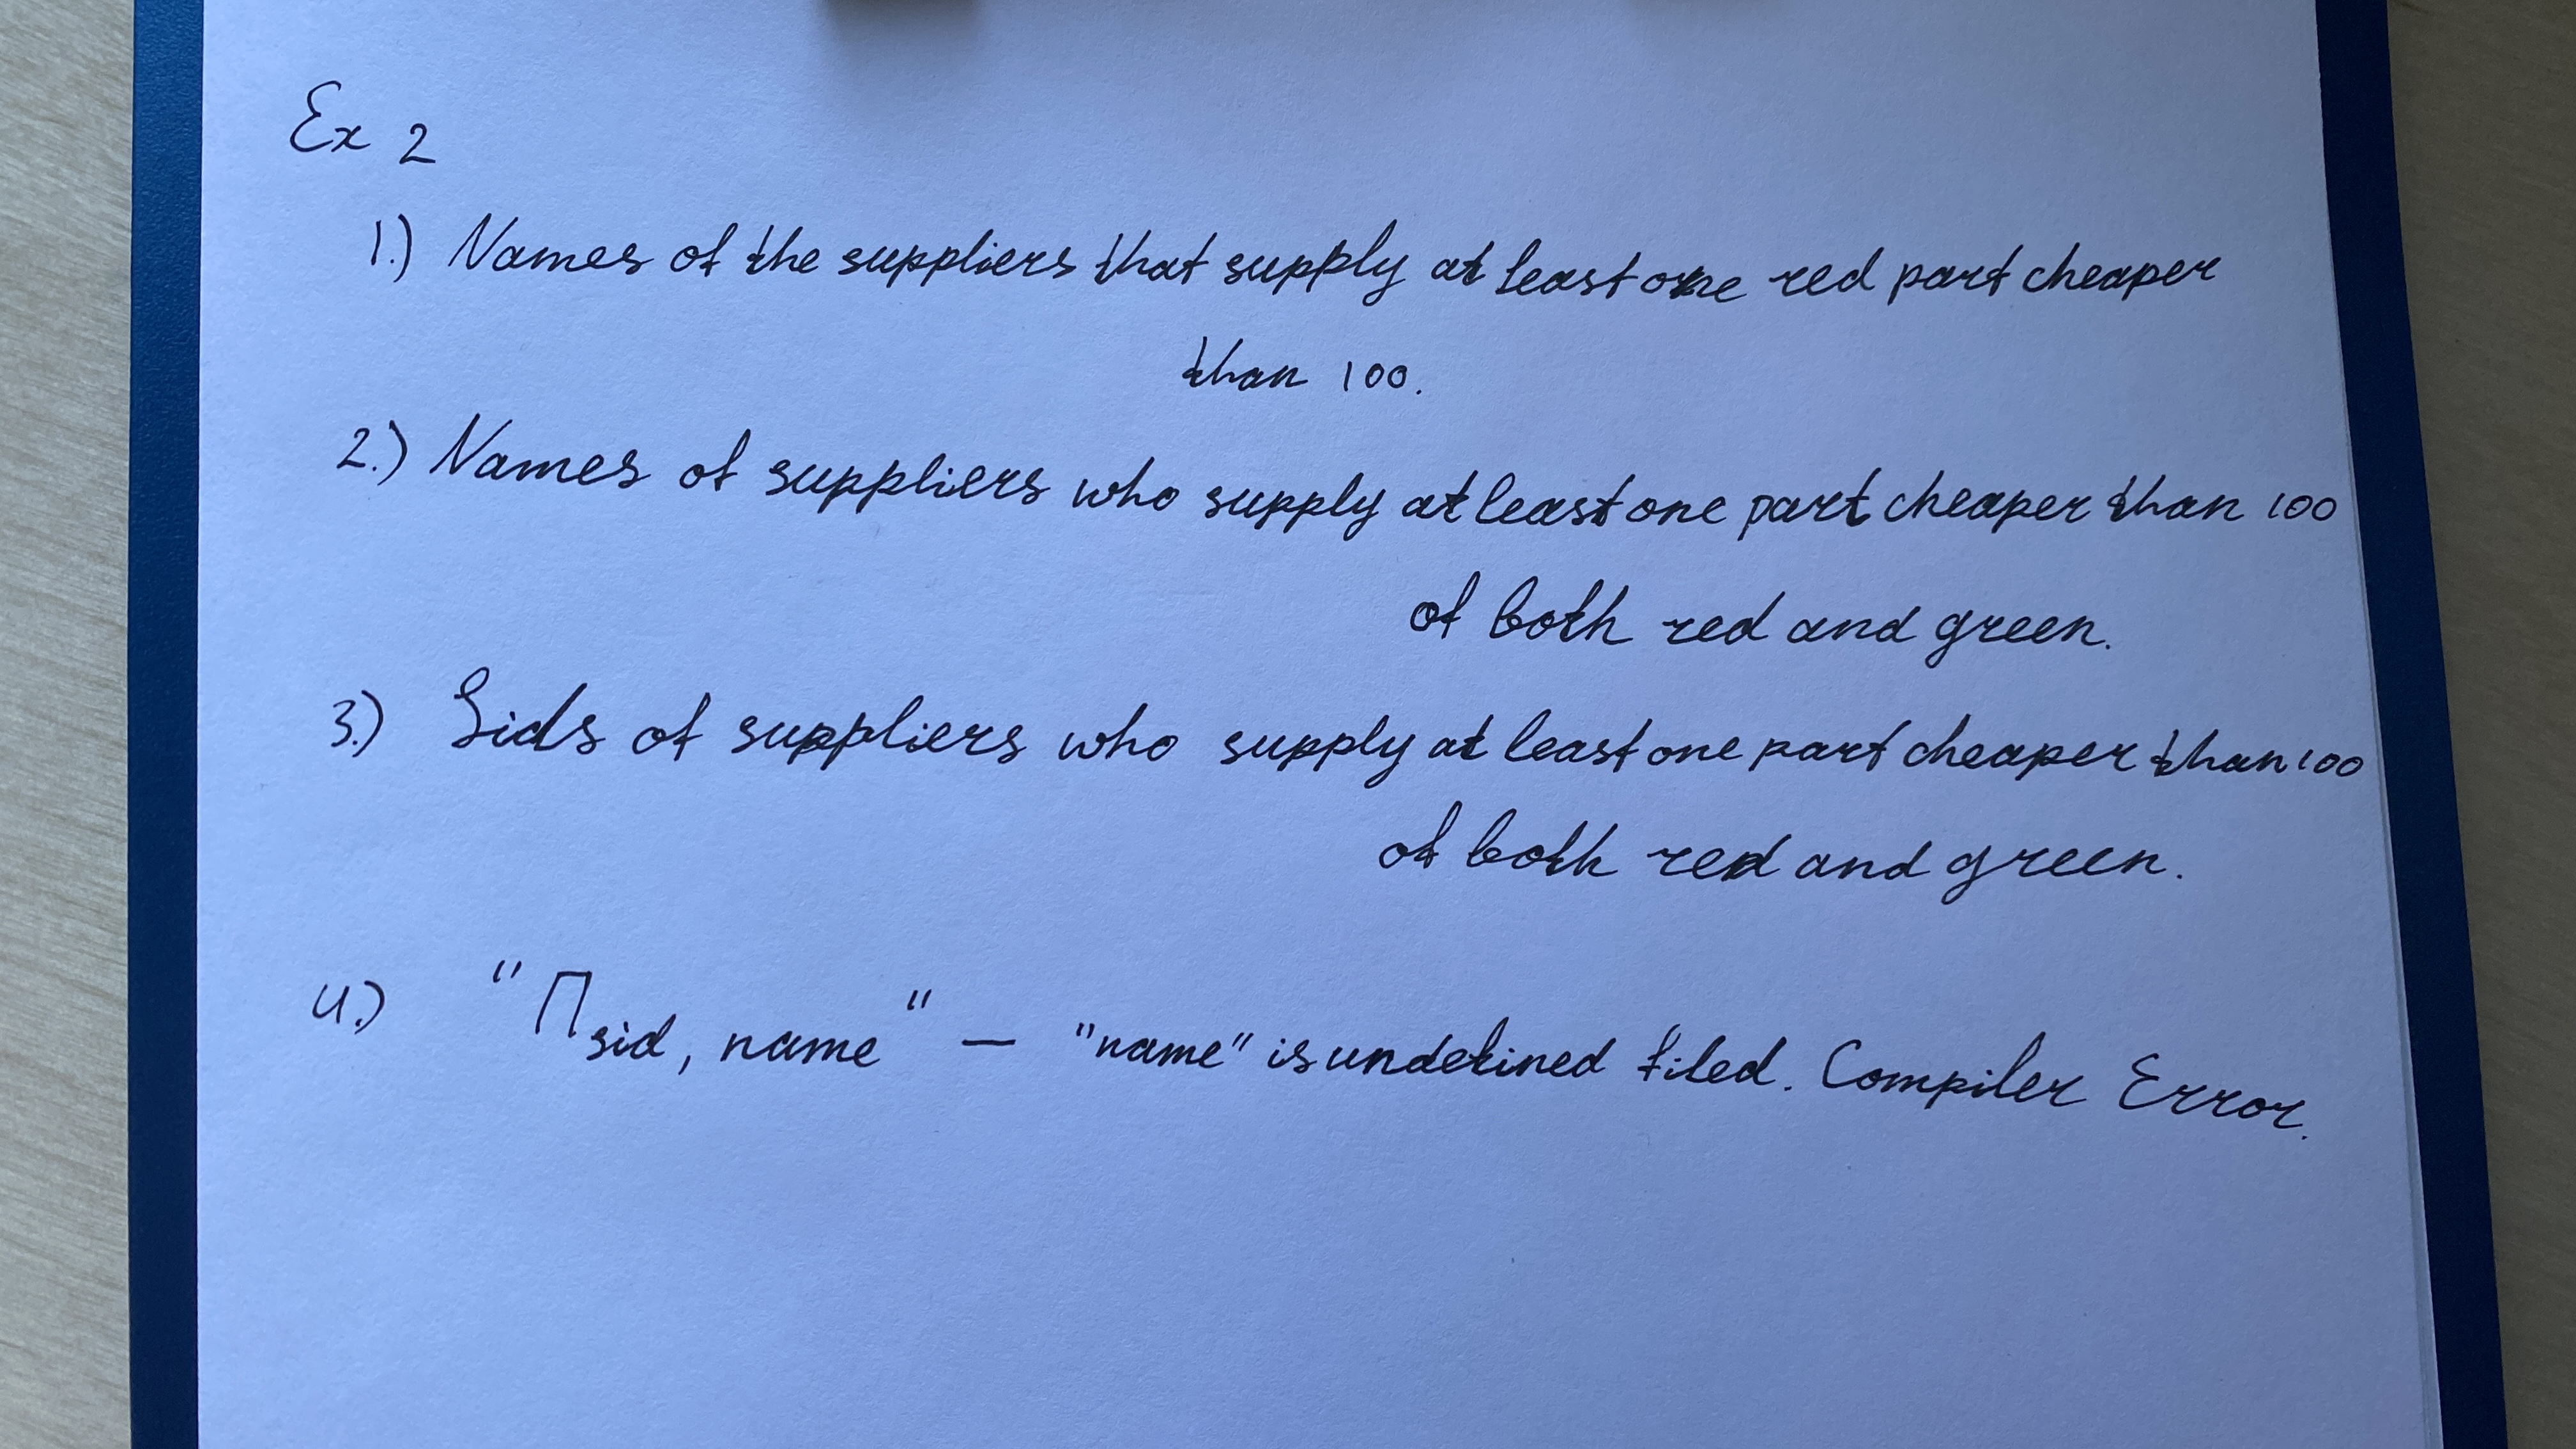 Ex 2
1.) Names of the suppliers that supply at least one red part cheaper
than 100.
2.) Names of suppliers who supply at least one part cheaper than 100
of both red and green.
3.) Sids of suppliers who supply at least one part cheaper than 100
of both red and green.
4.) "Π sid, name" — "name" is undefined filed. Compiler Error.